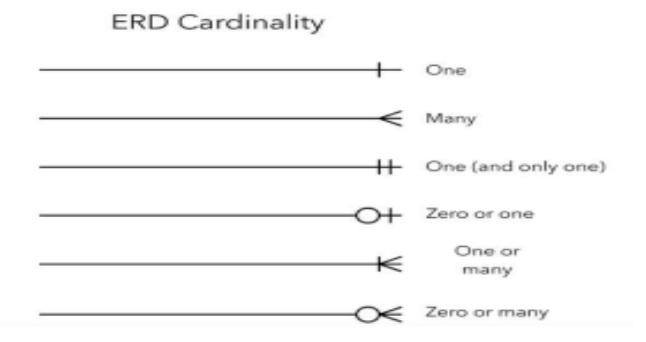 ERD Cardinality
One
Many
One (and only one)
Zero or one
One or
many
Zero or many